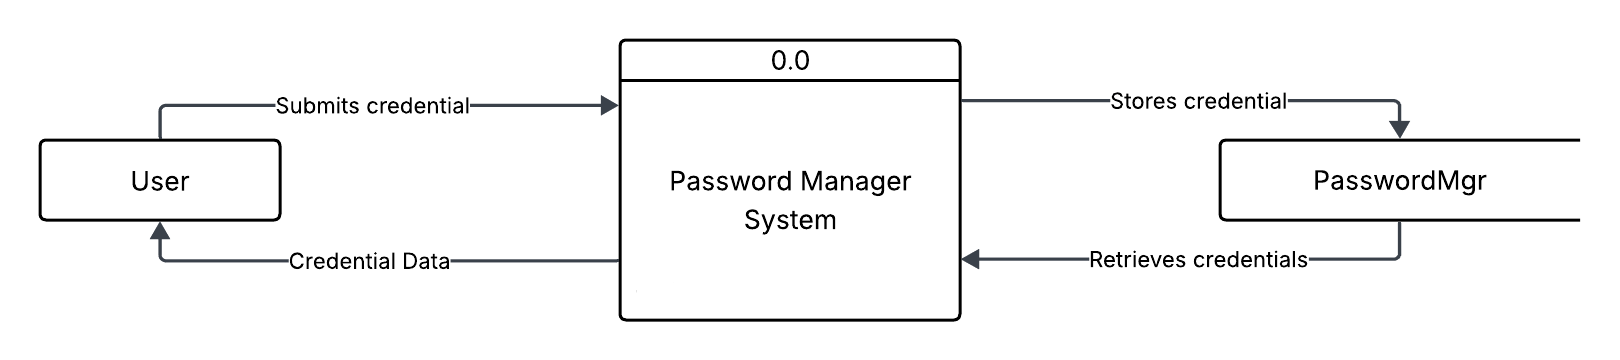 0.0
Submits credential
Stores credential
User
Password Manager
System
PasswordMgr
Credential Data
Retrieves credentials